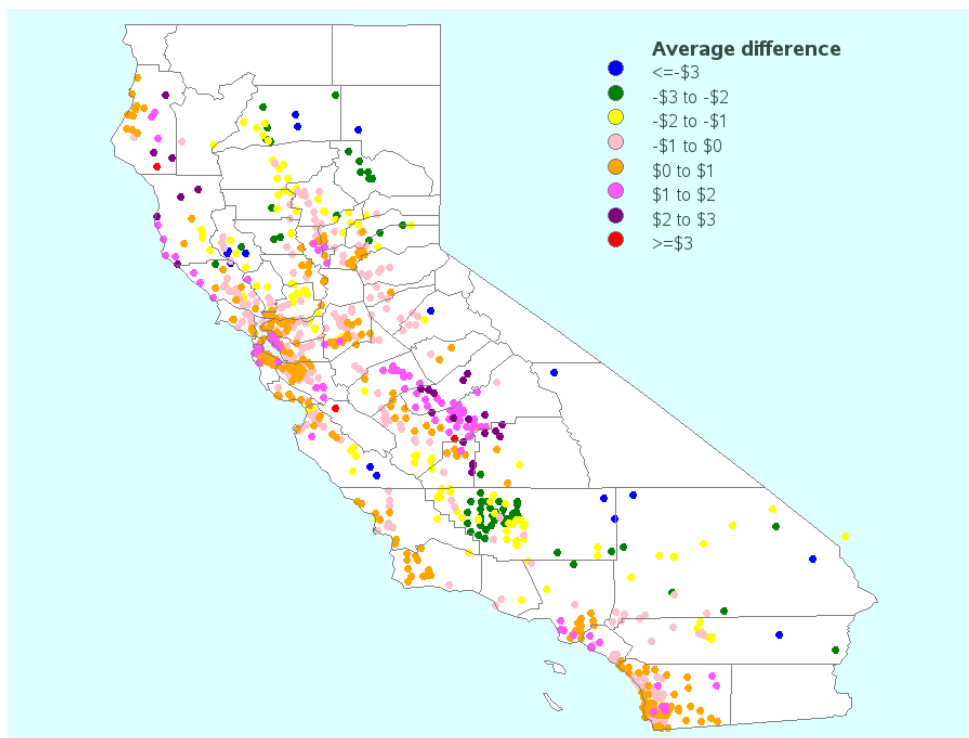 Average difference
<=-$3
-$3 to -$2
-$2 to -$1
-$1 to $0
$0 to $1
$1 to $2
$2 to $3
>=$3